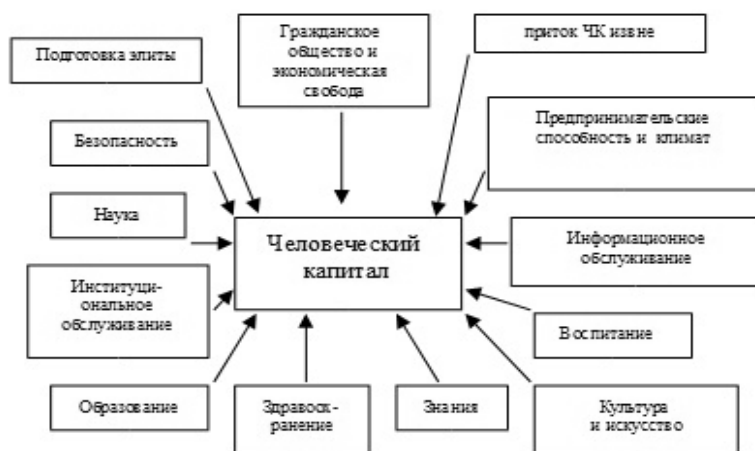 Подготовка элиты
Гражданское
общество и
экономическая
свобода
приток ЧК извне
Безопасность
Предпринимательские
способность и климат
Наука
Человеческий
капитал
Информационное
обслуживание
Институци-
ональное
обслуживание
Воспитание
Образование
Здравоох-
ранение
Знания
Культура
и искусство